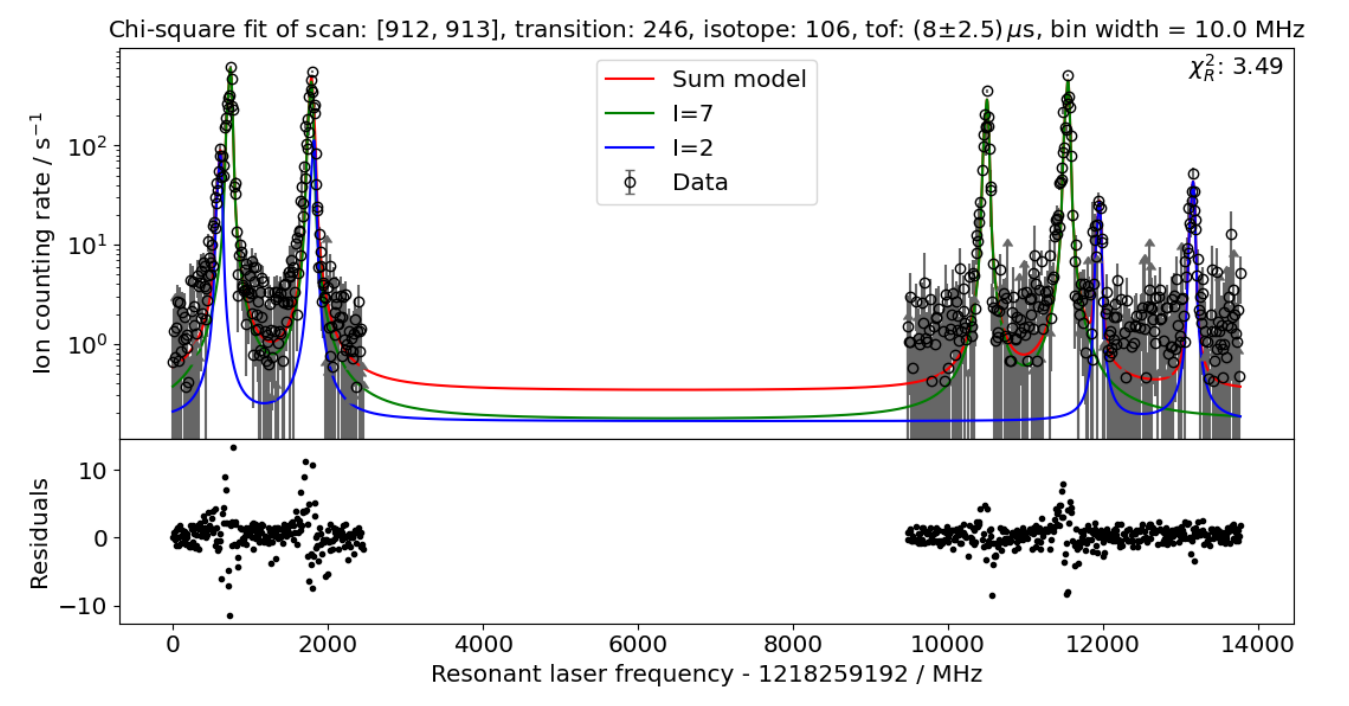 Chi-square fit of scan: [912, 913], transition: 246, isotope: 106, tof: (8±2.5) μs, bin width = 10.0 MHz
χ²_R: 3.49
Sum model
I=7
I=2
Data
Ion counting rate / s⁻¹
10²
10¹
10⁰
Residuals
10
0
−10
0 2000 4000 6000 8000 10000 12000 14000
Resonant laser frequency - 1218259192 / MHz